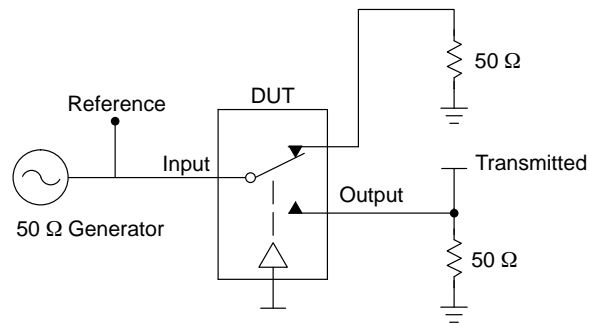 50 Ω
Reference
DUT
Input
Transmitted
Output
50 Ω Generator
50 Ω